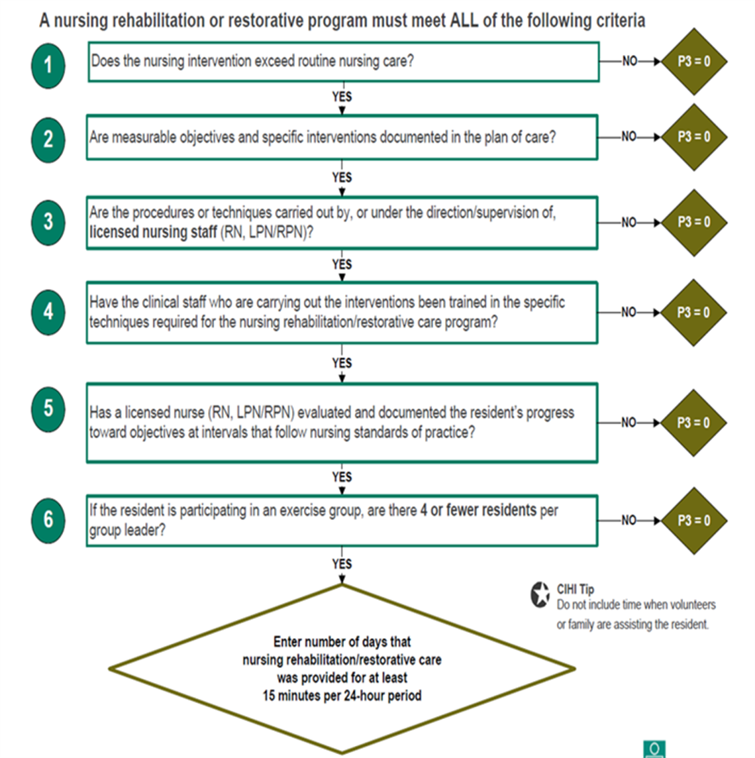 A nursing rehabilitation or restorative program must meet ALL of the following criteria
1
Does the nursing intervention exceed routine nursing care?
NO
P3 = 0
YES
2
Are measurable objectives and specific interventions documented in the plan of care?
NO
P3 = 0
YES
3
Are the procedures or techniques carried out by, or under the direction/supervision of,
licensed nursing staff (RN, LPN/RPN)?
NO
P3 = 0
YES
4
Have the clinical staff who are carrying out the interventions been trained in the specific
techniques required for the nursing rehabilitation/restorative care program?
NO
P3 = 0
YES
5
Has a licensed nurse (RN, LPN/RPN) evaluated and documented the resident's progress
toward objectives at intervals that follow nursing standards of practice?
NO
P3 = 0
YES
6
If the resident is participating in an exercise group, are there 4 or fewer residents per
group leader?
NO
P3 = 0
YES
CIHI Tip
Do not include time when volunteers
or family are assisting the resident.
Enter number of days that
nursing rehabilitation/restorative care
was provided for at least
15 minutes per 24-hour period